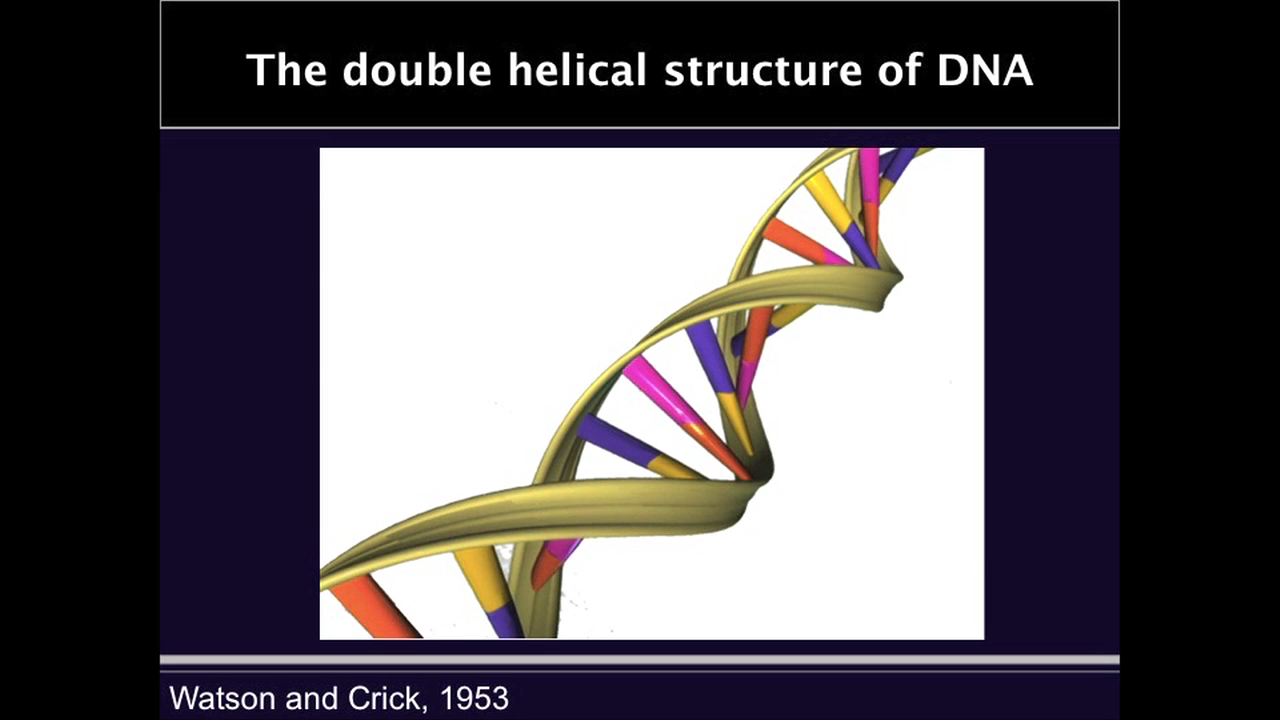 The double helical structure of DNA
Watson and Crick, 1953